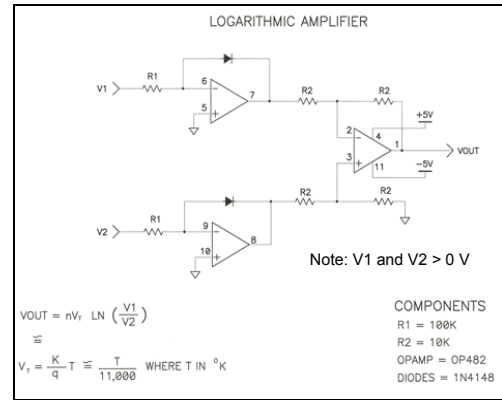 LOGARITHMIC AMPLIFIER
V1
R1
6
5
7
R2
R2
+5V
2
4
1
VOUT
3
11
-5V
R2
R2
V2
R1
9
10
8
Note: V1 and V2 > 0 V
VOUT = nVT LN (V1/V2)
≅
VT = K/q T ≅ T/11,000 WHERE T IN °K
COMPONENTS
R1 = 100K
R2 = 10K
OPAMP = OP482
DIODES = 1N4148